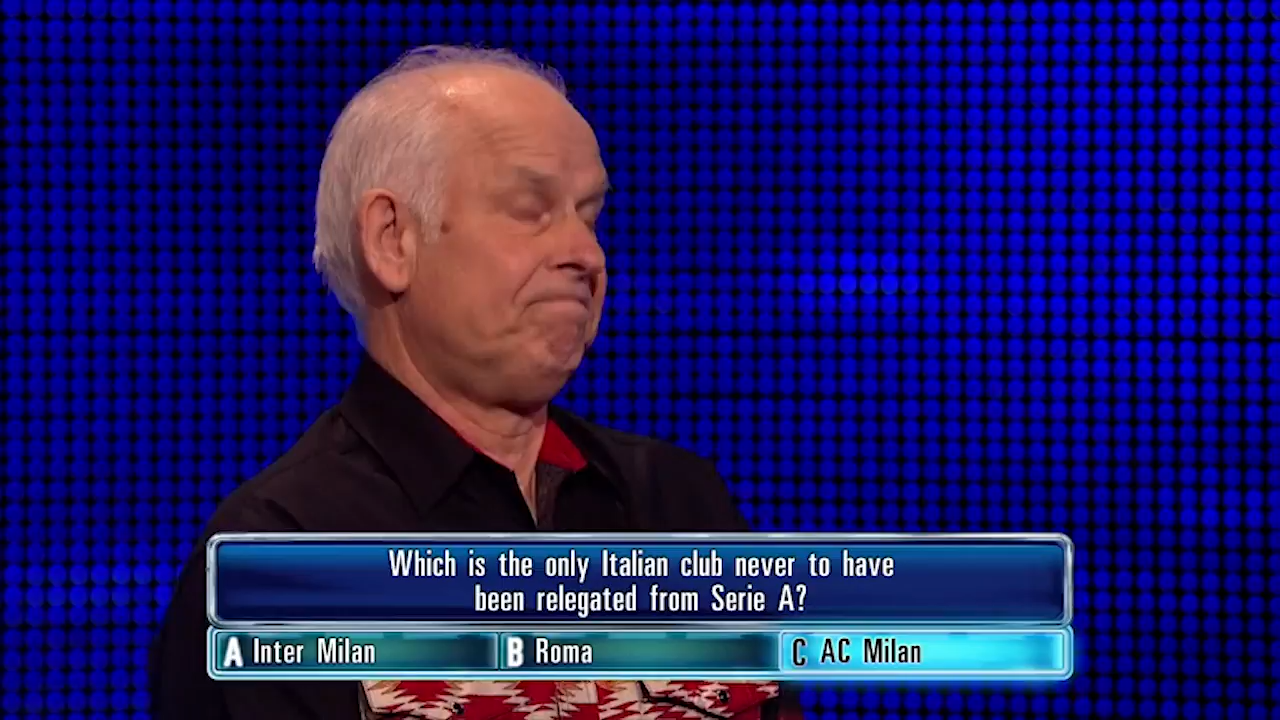 Which is the only Italian club never to have
been relegated from Serie A?
A Inter Milan
B Roma
C AC Milan